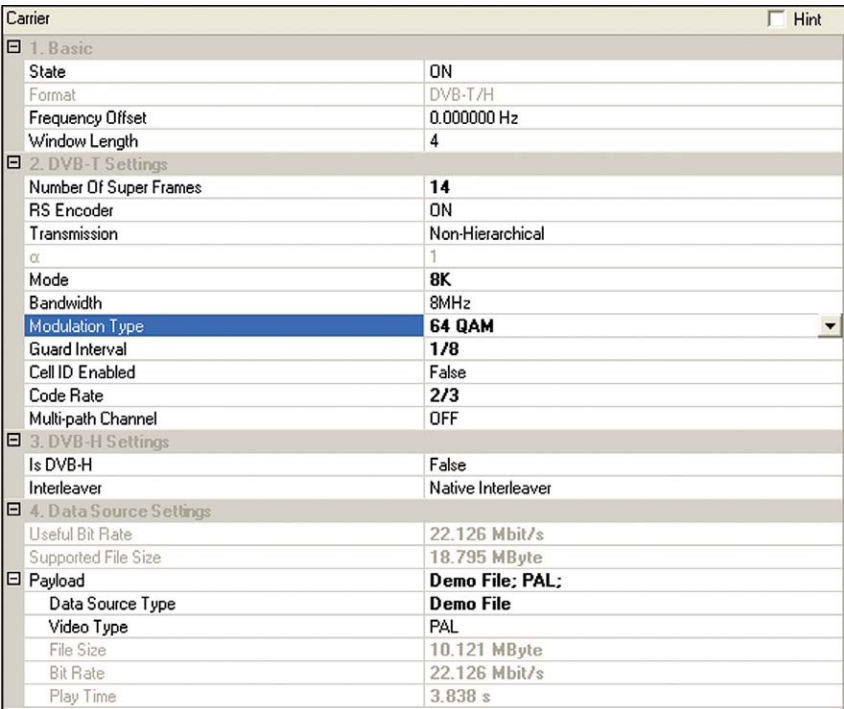 Carrier Hint
1. Basic
State ON
Format DVB-T/H
Frequency Offset 0.000000 Hz
Window Length 4
2. DVB-T Settings
Number Of Super Frames 14
RS Encoder ON
Transmission Non-Hierarchical
α 1
Mode 8K
Bandwidth 8MHz
Modulation Type 64 QAM
Guard Interval 1/8
Cell ID Enabled False
Code Rate 2/3
Multi-path Channel OFF
3. DVB-H Settings
Is DVB-H False
Interleaver Native Interleaver
4. Data Source Settings
Useful Bit Rate 22.126 Mbit/s
Supported File Size 18.795 MByte
Payload Demo File; PAL;
Data Source Type Demo File
Video Type PAL
File Size 10.121 MByte
Bit Rate 22.126 Mbit/s
Play Time 3.838 s